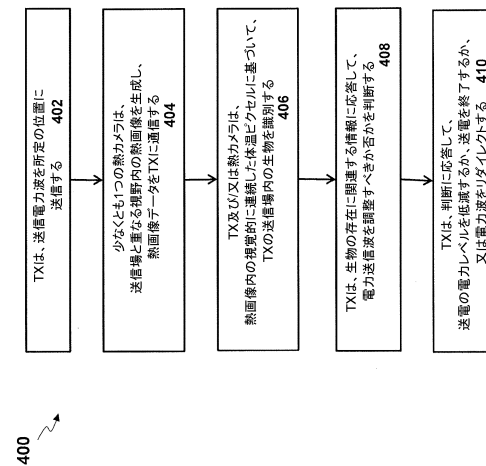 400
TXは、送信電力波を所定の位置に
送信する 402
少なくとも1つの熱カメラは、
送信場と重なる視野内の熱画像を生成し、
熱画像データをTXに通信する
404
TX及び/又は熱カメラは、
熱画像内の視覚的に連続した体温ピクセルに基づいて、
TXの送信場内の生物を識別する
406
TXは、生物の存在に関連する情報に応答して、
電力送信波を調整すべきか否かを判断する
408
TXは、判断に応答して、
送電の電力レベルを低減するか、送電を終了するか、
又は電力波をリダイレクトする 410